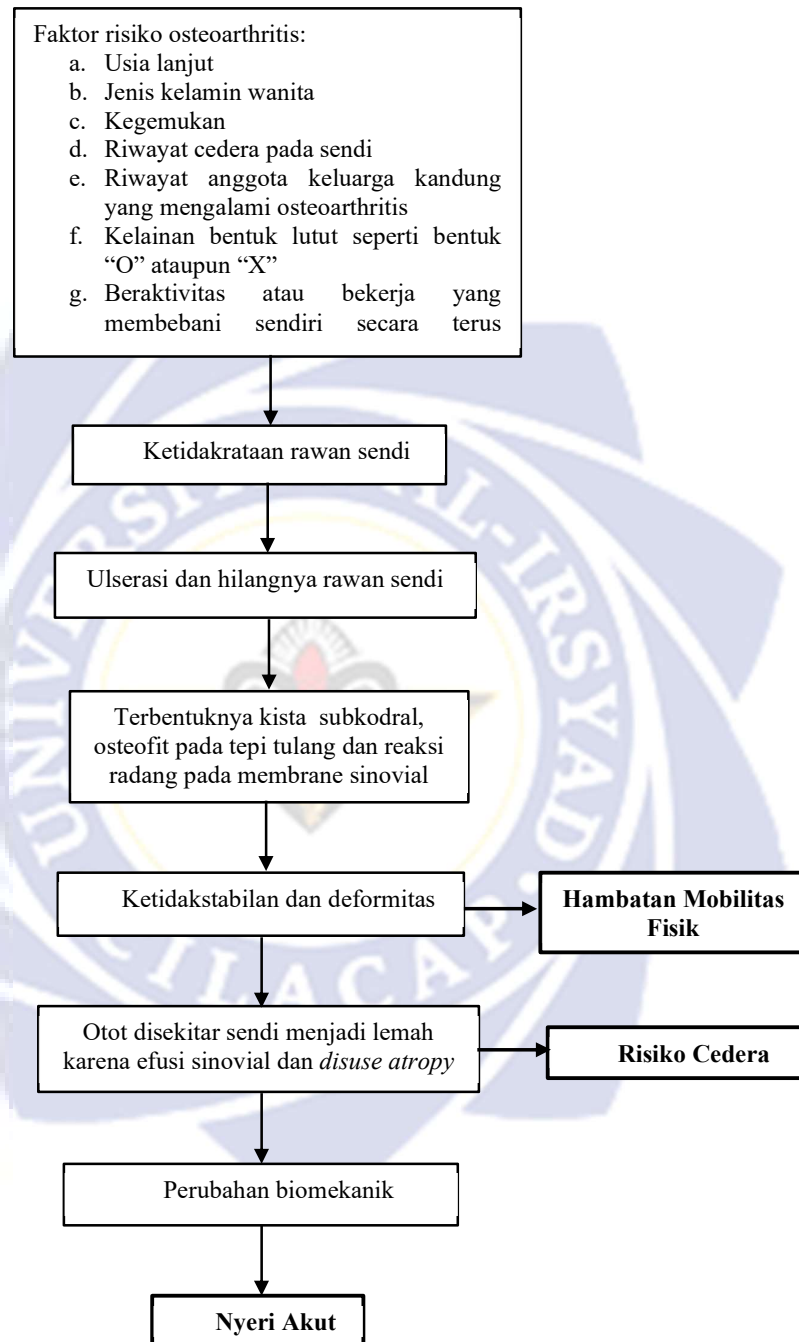 Faktor risiko osteoarthritis:
a. Usia lanjut
b. Jenis kelamin wanita
c. Kegemukan
d. Riwayat cedera pada sendi
e. Riwayat anggota keluarga kandung
yang mengalami osteoarthritis
f. Kelainan bentuk lutut seperti bentuk
“O” ataupun “X”
g. Beraktivitas atau bekerja yang
membebani sendiri secara terus
Ketidakrataan rawan sendi
Ulserasi dan hilangnya rawan sendi
Terbentuknya kista subkodral,
osteofit pada tepi tulang dan reaksi
radang pada membrane sinovial
Ketidakstabilan dan deformitas
Hambatan Mobilitas
Fisik
Otot disekitar sendi menjadi lemah
karena efusi sinovial dan disuse atropy
Risiko Cedera
Perubahan biomekanik
Nyeri Akut
UNIVERSITAS AL-IRSYAD
CILACAP